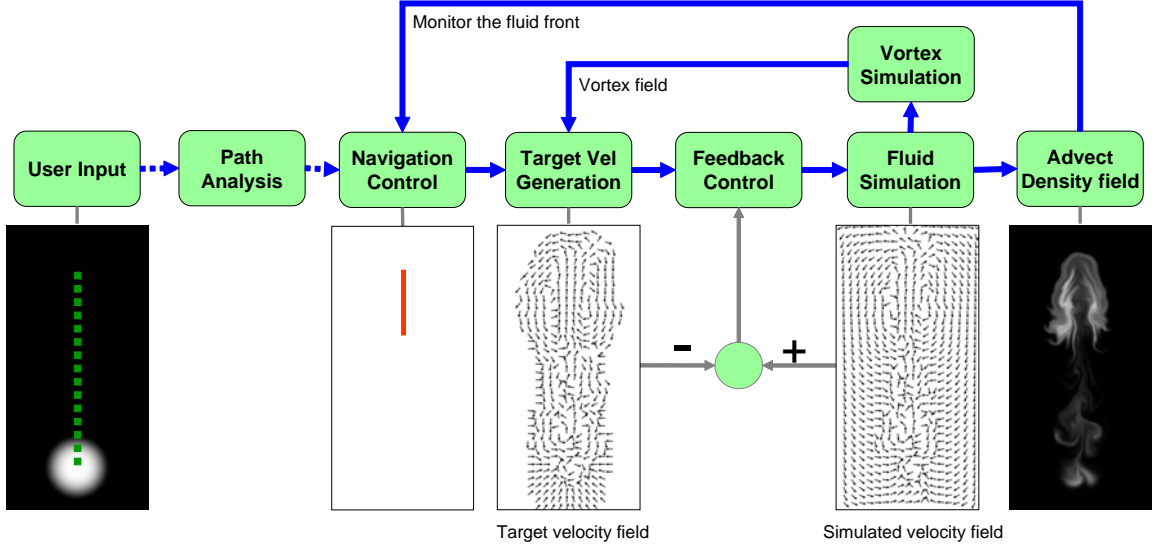 Monitor the fluid front
Vortex
Simulation
Vortex field
User Input
Path
Analysis
Navigation
Control
Target Vel
Generation
Feedback
Control
Fluid
Simulation
Advect
Density field
-
+
Target velocity field
Simulated velocity field